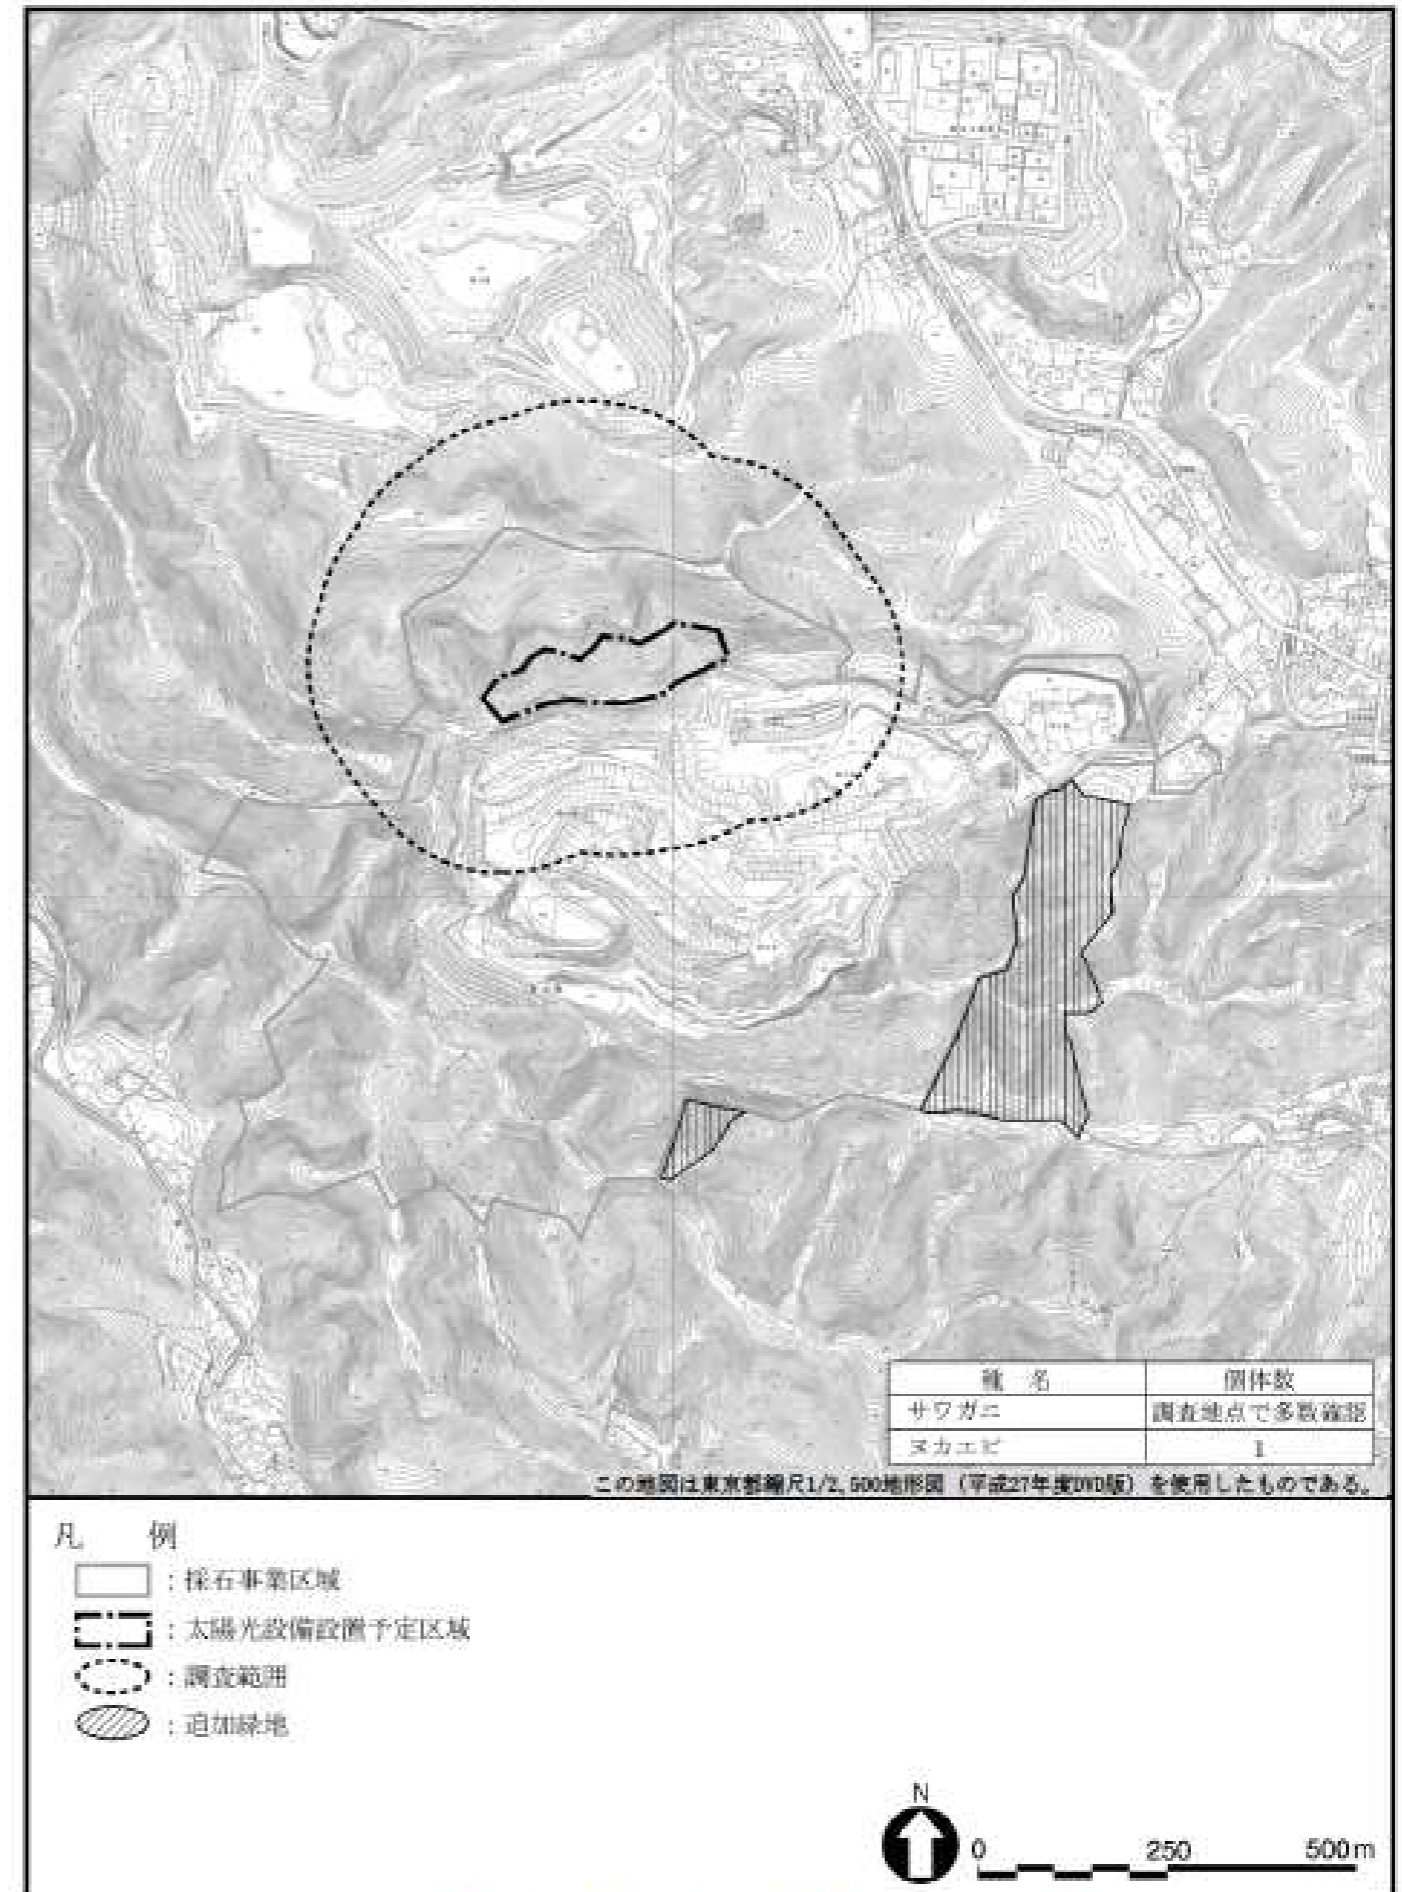 種 名 個体数
サワガニ 調査地点で多数確認
ヌカエビ 1
この地図は東京都縮尺1/2,500地形図（平成27年度DVD版）を使用したものである。
凡 例
：採石事業区域
：太陽光設備設置予定区域
：調査範囲
：追加緑地
N
0 250 500m